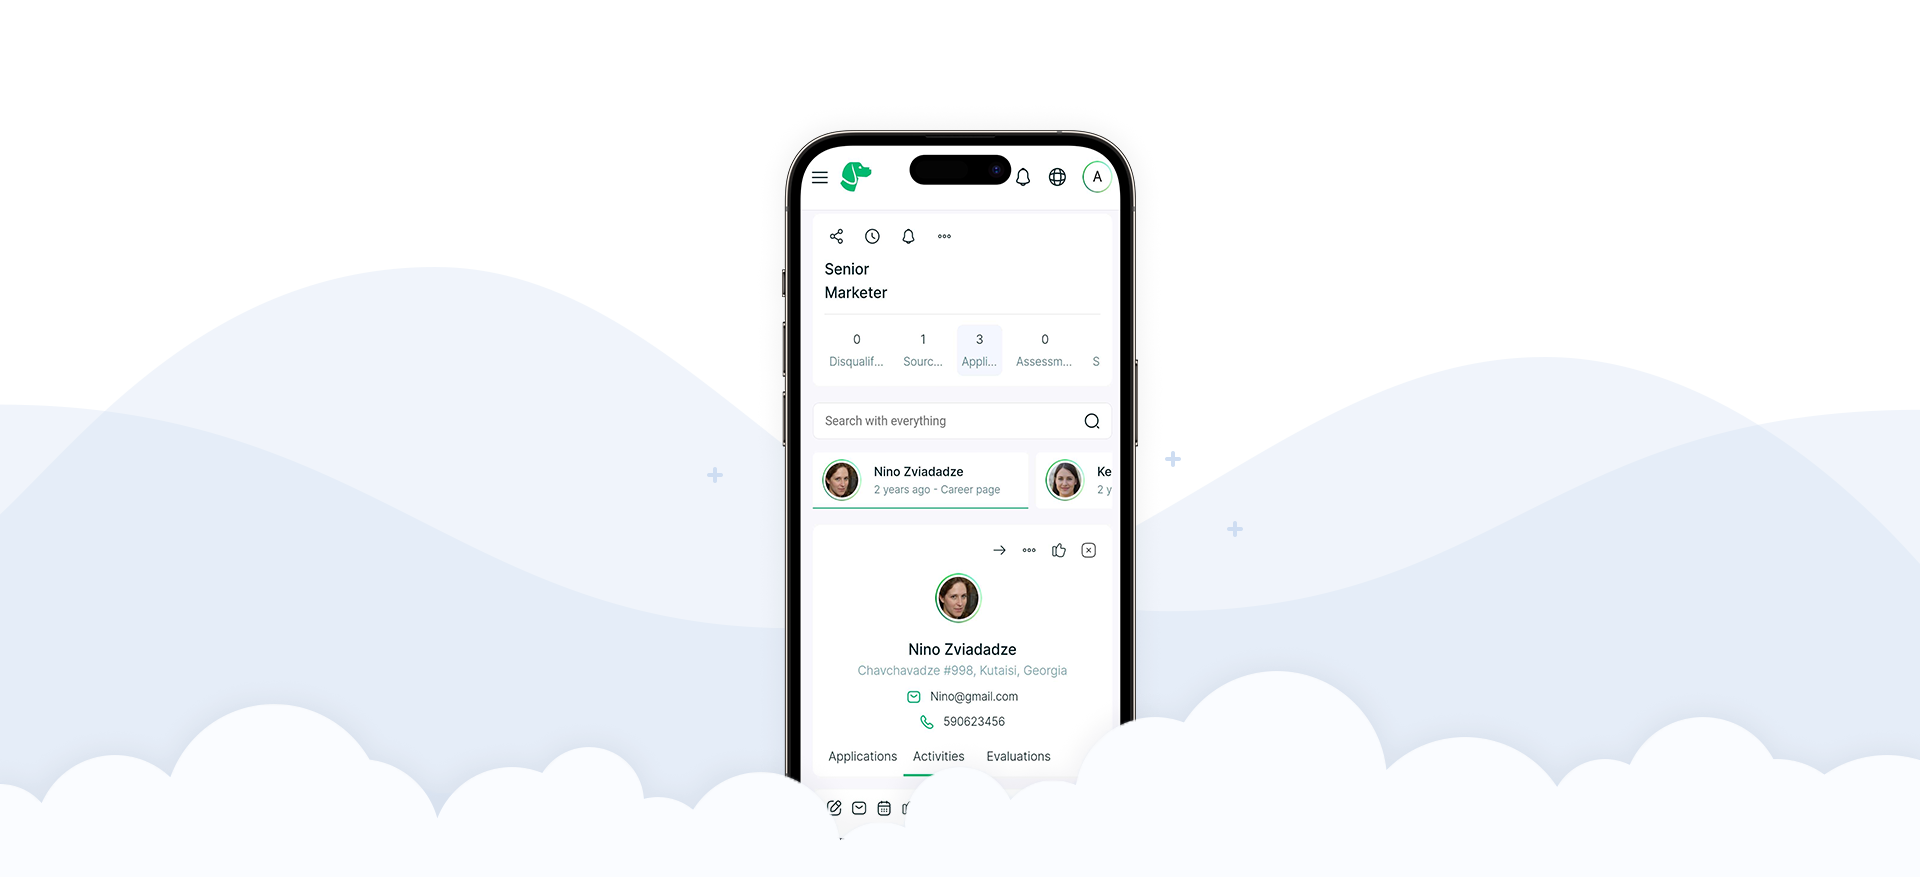 A
Senior
Marketer
0 1 3 0
Disqualif... Sourc... Appli... Assessm... S
Search with everything
Nino Zviadadze Ke
2 years ago - Career page 2 y
Nino Zviadadze
Chavchavadze #998, Kutaisi, Georgia
Nino@gmail.com
590623456
Applications Activities Evaluations